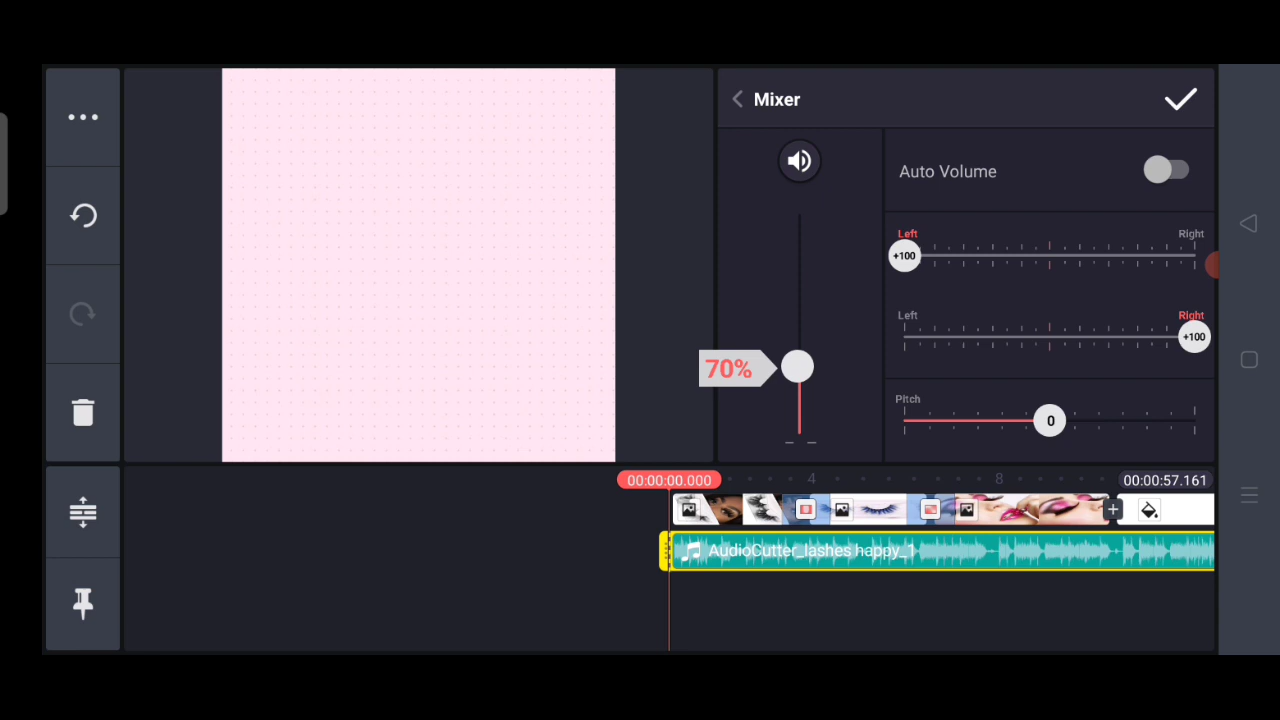 Mixer
Auto Volume
Left
Right
+100
Left
Right
+100
70%
Pitch
0
00:00:00.000
4
8
00:00:57.161
AudioCutter_lashes happy_1